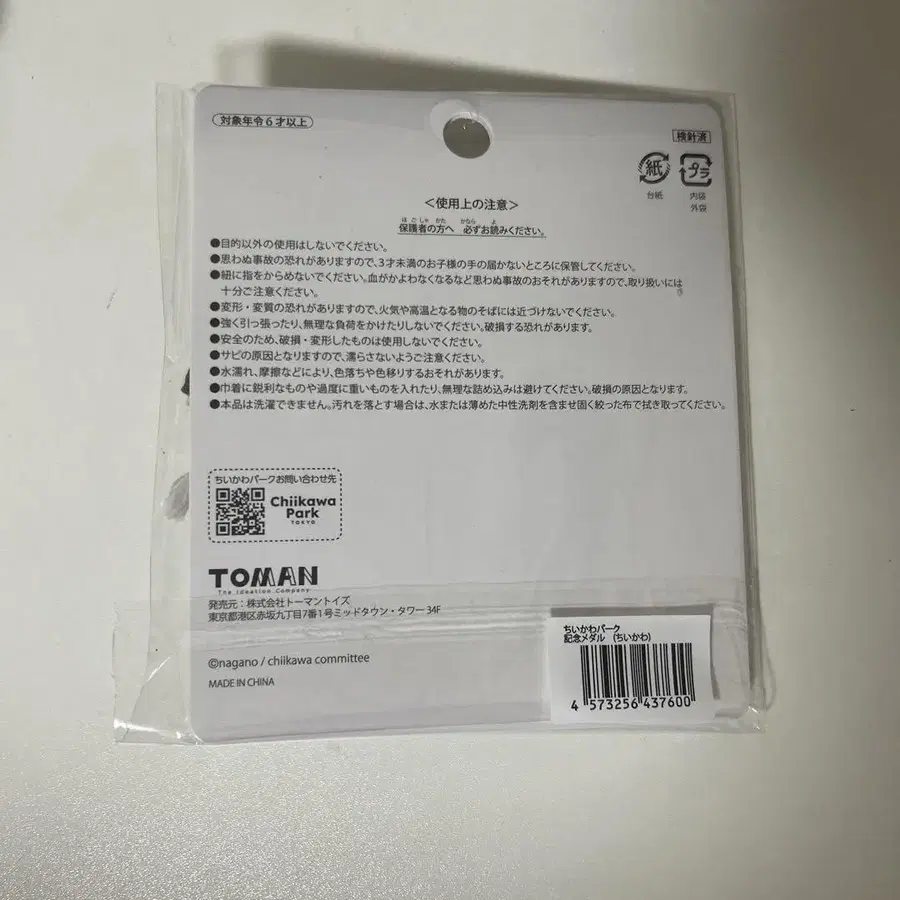 対象年令6才以上
検針済
紙
プラ
台紙
内袋
外袋
＜使用上の注意＞
ほごしゃ かた かなら よ
保護者の方へ 必ずお読みください。
●目的以外の使用はしないでください。
●思わぬ事故の恐れがありますので、3才未満のお子様の手の届かないところに保管してください。
●紐に指をからめないでください。血がかよわなくなるなど思わぬ事故のおそれがありますので、取り扱いには
十分ご注意ください。
●変形・変質の恐れがありますので、火気や高温となる物のそばには近づけないでください。
●強く引っ張ったり、無理な負荷をかけたりしないでください。破損する恐れがあります。
●安全のため、破損・変形したものは使用しないでください。
●サビの原因となりますので、濡らさないようご注意ください。
●水濡れ、摩擦などにより、色落ちや色移りするおそれがあります。
●巾着に鋭利なものや過度に重いものを入れたり、無理な詰め込みは避けてください。破損の原因となります。
●本品は洗濯できません。汚れを落とす場合は、水または薄めた中性洗剤を含ませ固く絞った布で拭き取ってください。
ちいかわパークお問い合わせ先
Chiikawa
Park
TOKYO
TOMAN
The Ideation Company
発売元：株式会社トーマントイズ
東京都港区赤坂九丁目7番1号ミッドタウン・タワー 34F
©nagano / chiikawa committee
MADE IN CHINA
ちいかわパーク
記念メダル （ちいかわ）
4 573256 437600